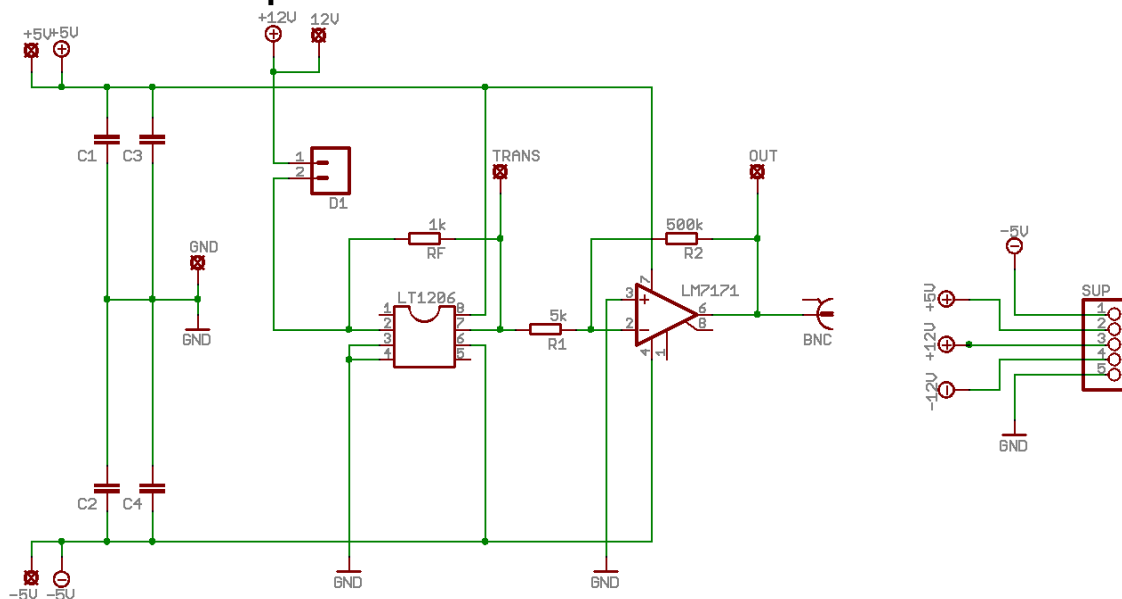 +5V +5V
+12V 12V
C1 C3
1
2
D1
TRANS
OUT
1k
RF
500k
R2
GND
GND
LT1206
1 8
2 7
3 6
4 5
5k
R1
LM7171
3 +
2 -
7
6
8
4
1
BNC
-5V
+5V
+12V
-12V
SUP
1
2
3
4
5
GND
C2 C4
-5V -5V
GND
GND